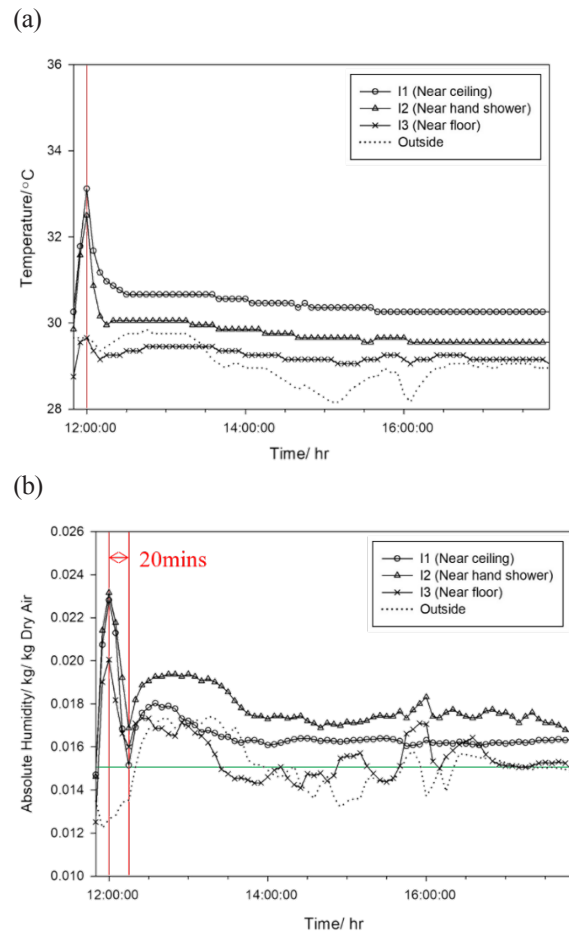 (a)
36
34
32
30
28
Temperature/°C
I1 (Near ceiling)
I2 (Near hand shower)
I3 (Near floor)
Outside
12:00:00
14:00:00
16:00:00
Time/ hr
(b)
0.026
0.024
0.022
0.020
0.018
0.016
0.014
0.012
0.010
Absolute Humidity/ kg/ kg Dry Air
20mins
I1 (Near ceiling)
I2 (Near hand shower)
I3 (Near floor)
Outside
12:00:00
14:00:00
16:00:00
Time/ hr